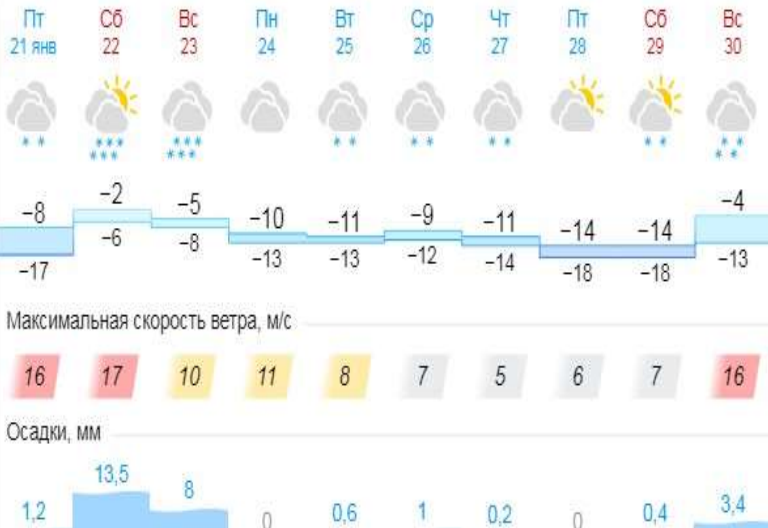 Пт Сб Вс Пн Вт Ср Чт Пт Сб Вс
21 янв 22 23 24 25 26 27 28 29 30
−8 −2 −5 −10 −11 −9 −11 −14 −14 −4
−17 −6 −8 −13 −13 −12 −14 −18 −18 −13
Максимальная скорость ветра, м/с
16 17 10 11 8 7 5 6 7 16
Осадки, мм
1,2 13,5 8 0 0,6 1 0,2 0 0,4 3,4